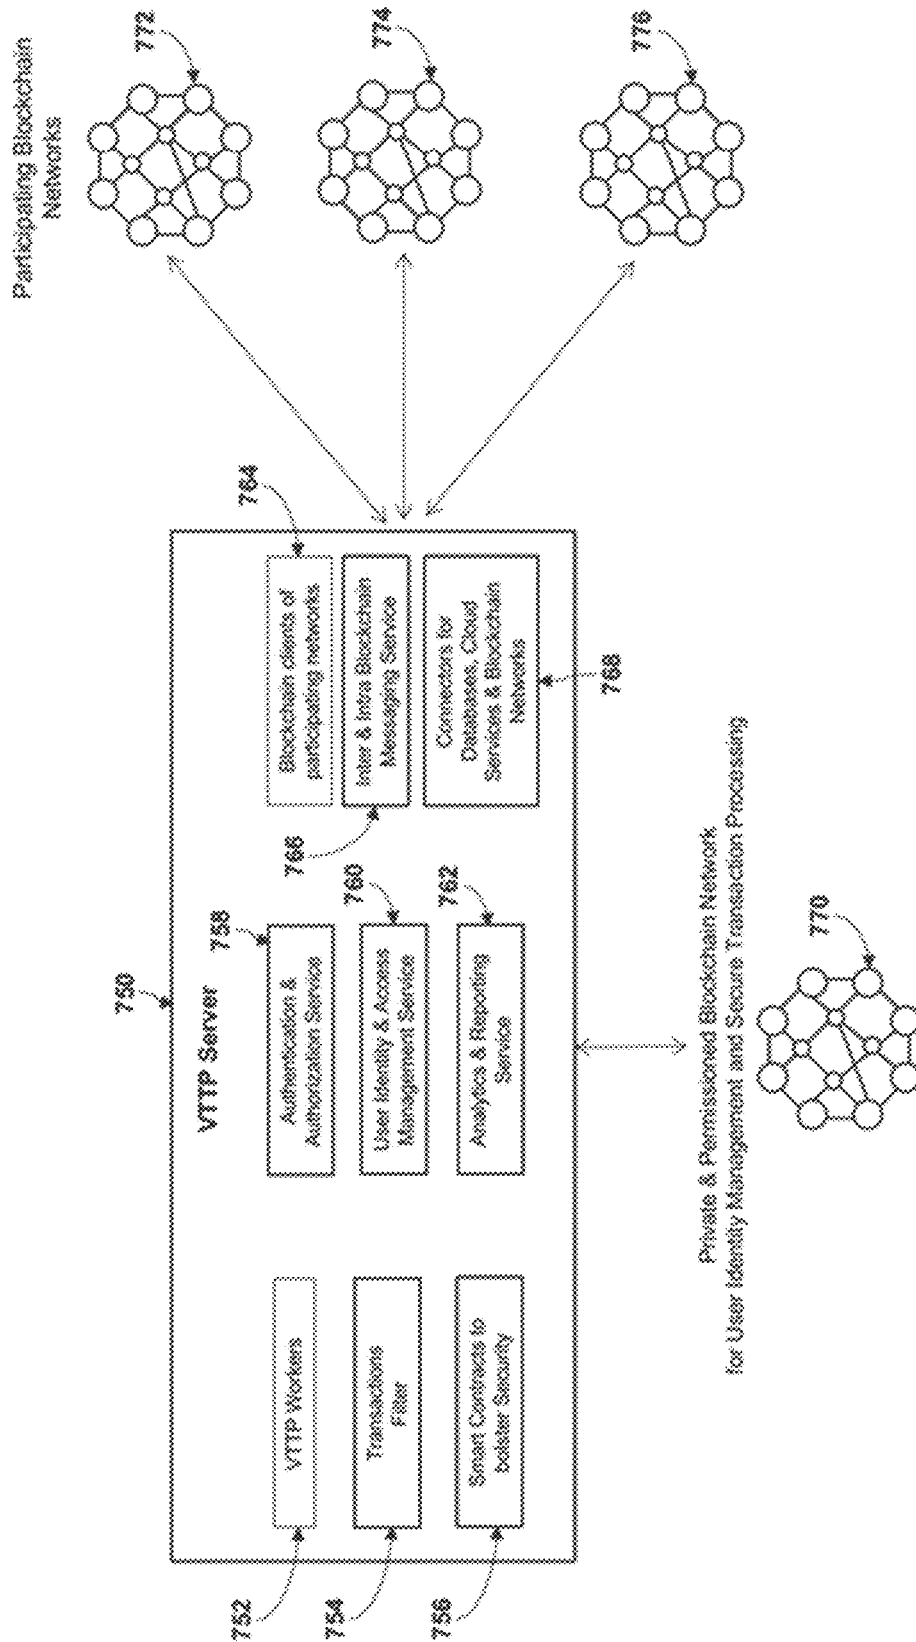 750
VTTP Server
752
VTTP Workers
754
Transactions
Filter
756
Smart Contracts to
bolster Security
758
Authentication &
Authorization Service
760
User Identity & Access
Management Service
762
Analytics & Reporting
Service
764
Blockchain clients of
participating networks
766
Inter & Intra Blockchain
Messaging Service
Connectors for
Databases, Cloud
Services & Blockchain
Networks
768
Participating Blockchain
Networks
772
774
776
Private & Permissioned Blockchain Network
for User Identity Management and Secure Transaction Processing
770